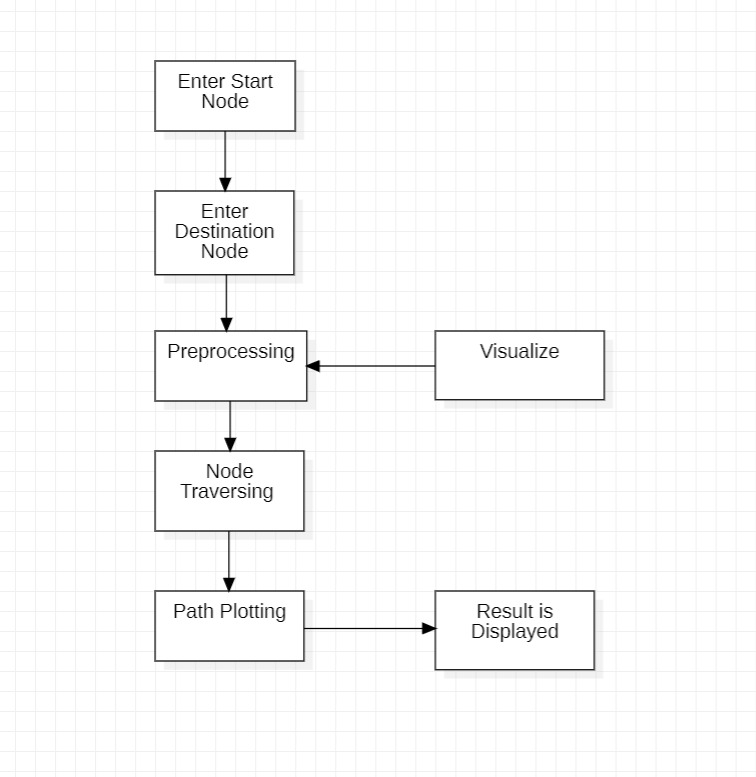 Enter Start
Node
Enter
Destination
Node
Preprocessing
Visualize
Node
Traversing
Path Plotting
Result is
Displayed